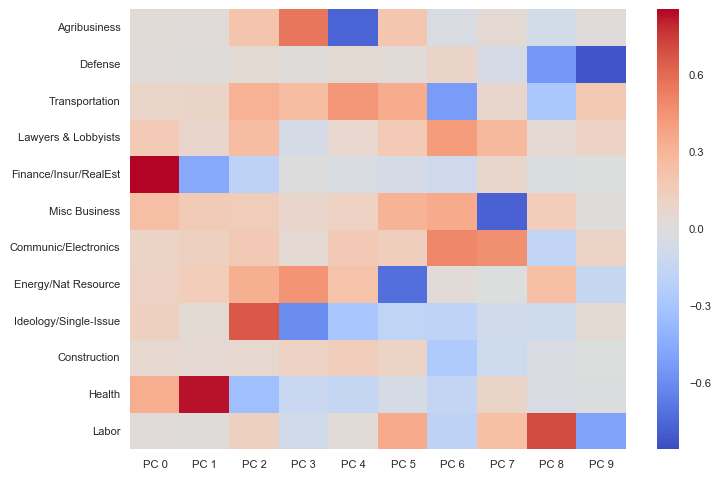 Agribusiness
Defense
Transportation
Lawyers & Lobbyists
Finance/Insur/RealEst
Misc Business
Communic/Electronics
Energy/Nat Resource
Ideology/Single-Issue
Construction
Health
Labor
PC 0 PC 1 PC 2 PC 3 PC 4 PC 5 PC 6 PC 7 PC 8 PC 9
0.6
0.3
0.0
−0.3
−0.6